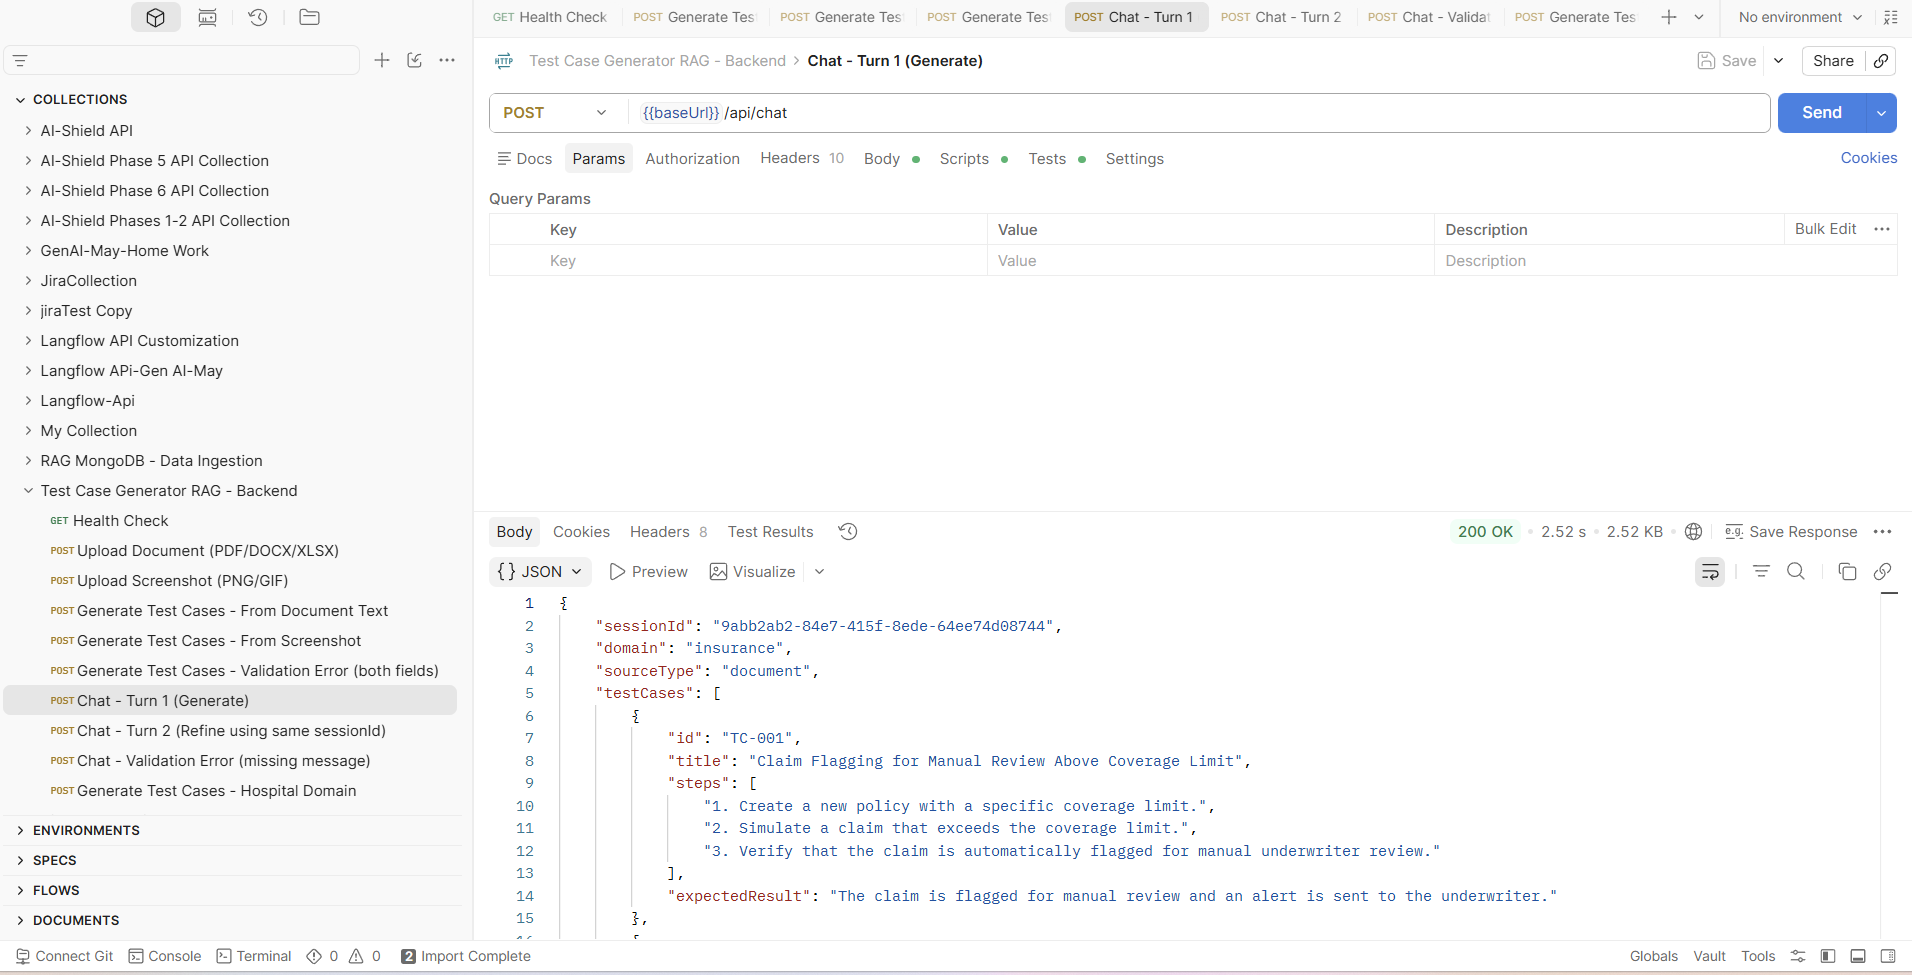 GET Health Check
POST Generate Tes
POST Generate Tes
POST Generate Tes
POST Chat - Turn 1
POST Chat - Turn 2
POST Chat - Valida
POST Generate Tes
No environment
HTTP Test Case Generator RAG - Backend > Chat - Turn 1 (Generate)
Save
Share
COLLECTIONS
AI-Shield API
AI-Shield Phase 5 API Collection
AI-Shield Phase 6 API Collection
AI-Shield Phases 1-2 API Collection
GenAI-May-Home Work
JiraCollection
jiraTest Copy
Langflow API Customization
Langflow APi-Gen AI-May
Langflow-Api
My Collection
RAG MongoDB - Data Ingestion
Test Case Generator RAG - Backend
GET Health Check
POST Upload Document (PDF/DOCX/XLSX)
POST Upload Screenshot (PNG/GIF)
POST Generate Test Cases - From Document Text
POST Generate Test Cases - From Screenshot
POST Generate Test Cases - Validation Error (both fields)
POST Chat - Turn 1 (Generate)
POST Chat - Turn 2 (Refine using same sessionId)
POST Chat - Validation Error (missing message)
POST Generate Test Cases - Hospital Domain
ENVIRONMENTS
SPECS
FLOWS
DOCUMENTS
POST {{baseUrl}} /api/chat
Send
Docs Params Authorization Headers 10 Body Scripts Tests Settings
Cookies
Query Params
Key Value Description Bulk Edit
Key Value Description
Body Cookies Headers 8 Test Results
200 OK 2.52 s 2.52 KB e.g. Save Response
{} JSON Preview Visualize
1 {
2 "sessionId": "9abb2ab2-84e7-415f-8ede-64ee74d08744",
3 "domain": "insurance",
4 "sourceType": "document",
5 "testCases": [
6 {
7 "id": "TC-001",
8 "title": "Claim Flagging for Manual Review Above Coverage Limit",
9 "steps": [
10 "1. Create a new policy with a specific coverage limit.",
11 "2. Simulate a claim that exceeds the coverage limit.",
12 "3. Verify that the claim is automatically flagged for manual underwriter review."
13 ],
14 "expectedResult": "The claim is flagged for manual review and an alert is sent to the underwriter."
15 },
Connect Git Console Terminal 0 0 2 Import Complete
Globals Vault Tools